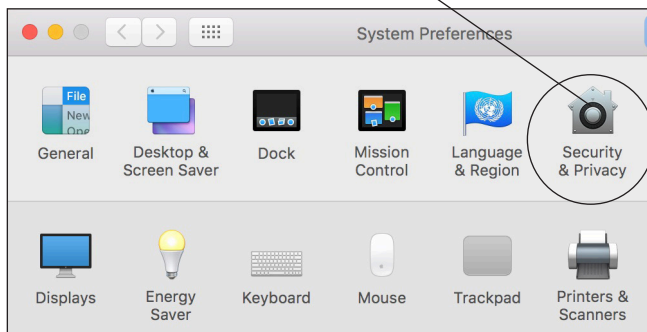 System Preferences
File
New
Ope
General
Desktop &
Screen Saver
Dock
Mission
Control
Language
& Region
Security
& Privacy
Displays
Energy
Saver
Keyboard
Mouse
Trackpad
Printers &
Scanners